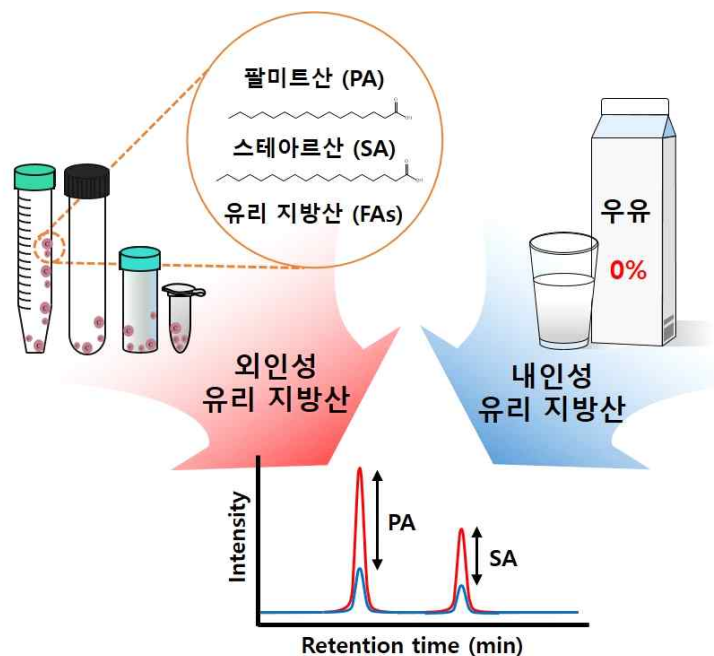 팔미트산 (PA)
스테아르산 (SA)
유리 지방산 (FAs)
우유
0%
외인성
유리 지방산
내인성
유리 지방산
PA
SA
Intensity
Retention time (min)